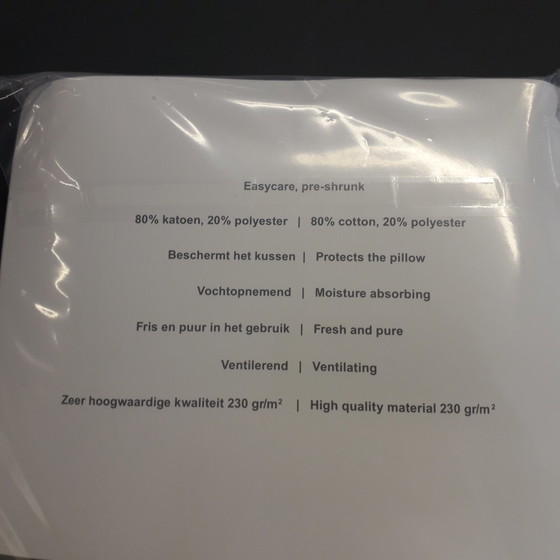 Easycare, pre-shrunk
80% katoen, 20% polyester | 80% cotton, 20% polyester
Beschermt het kussen | Protects the pillow
Vochtopnemend | Moisture absorbing
Fris en puur in het gebruik | Fresh and pure
Ventilerend | Ventilating
Zeer hoogwaardige kwaliteit 230 gr/m² | High quality material 230 gr/m²